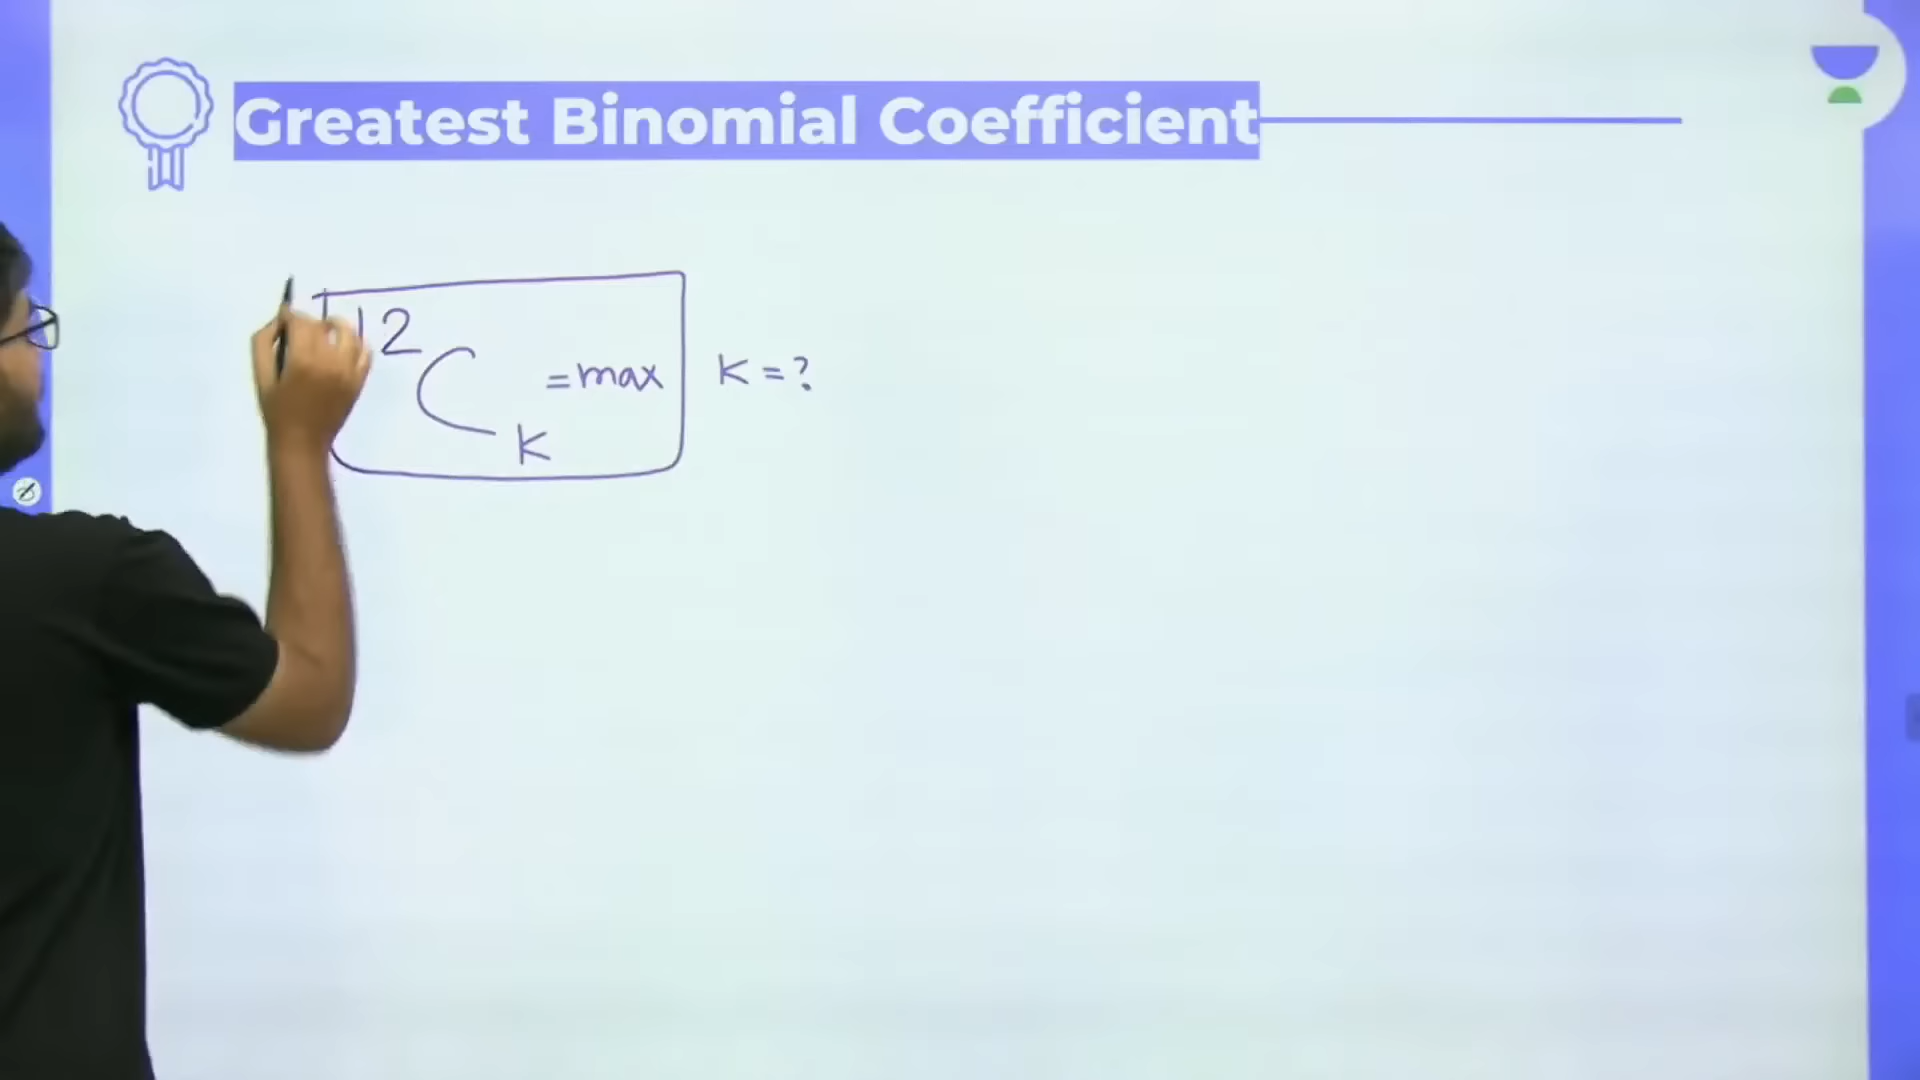 Greatest Binomial Coefficient
12
C = max K = ?
K